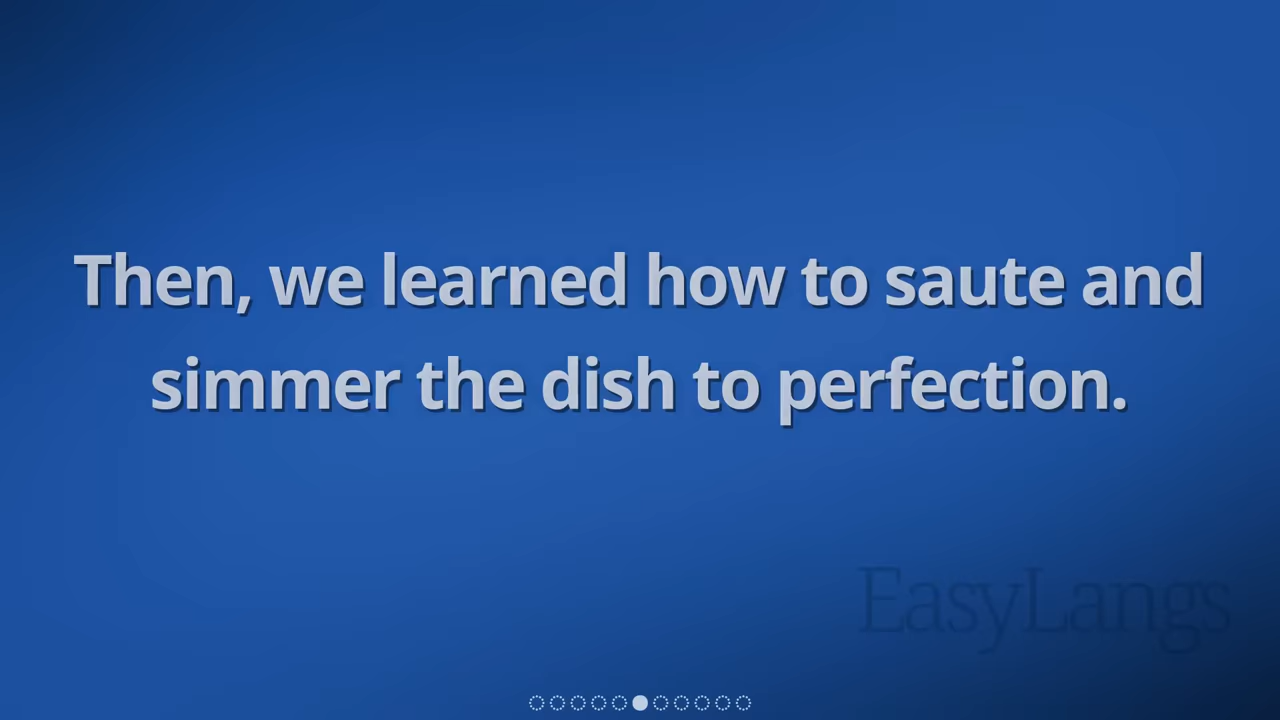 Then, we learned how to saute and
simmer the dish to perfection.
EasyLangs